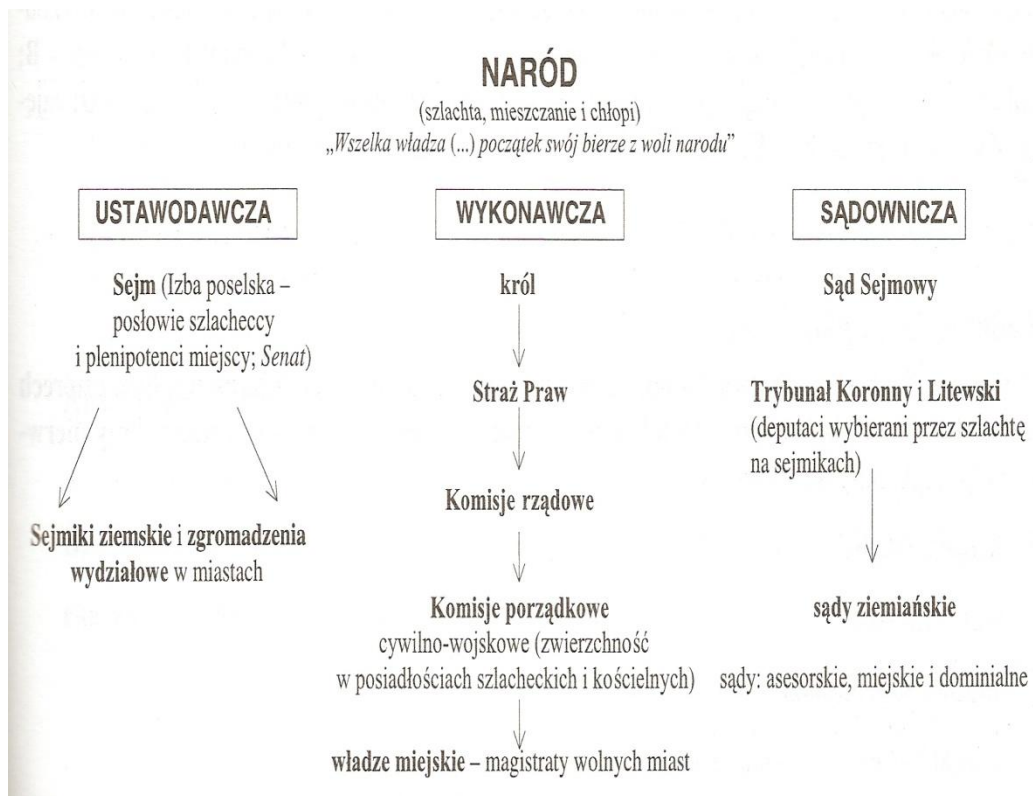 NARÓD
(szlachta, mieszczanie i chłopi)
„Wszelka władza (...) początek swój bierze z woli narodu”
USTAWODAWCZA
Sejm (Izba poselska –
posłowie szlacheccy
i plenipotenci miejscy; Senat)
Sejmiki ziemskie i zgromadzenia
wydziałowe w miastach
WYKONAWCZA
król
Straż Praw
Komisje rządowe
Komisje porządkowe
cywilno-wojskowe (zwierzchność
w posiadłościach szlacheckich i kościelnych)
władze miejskie – magistraty wolnych miast
SĄDOWNICZA
Sąd Sejmowy
Trybunał Koronny i Litewski
(deputaci wybierani przez szlachtę
na sejmikach)
sądy ziemiańskie
sądy: asesorskie, miejskie i dominialne